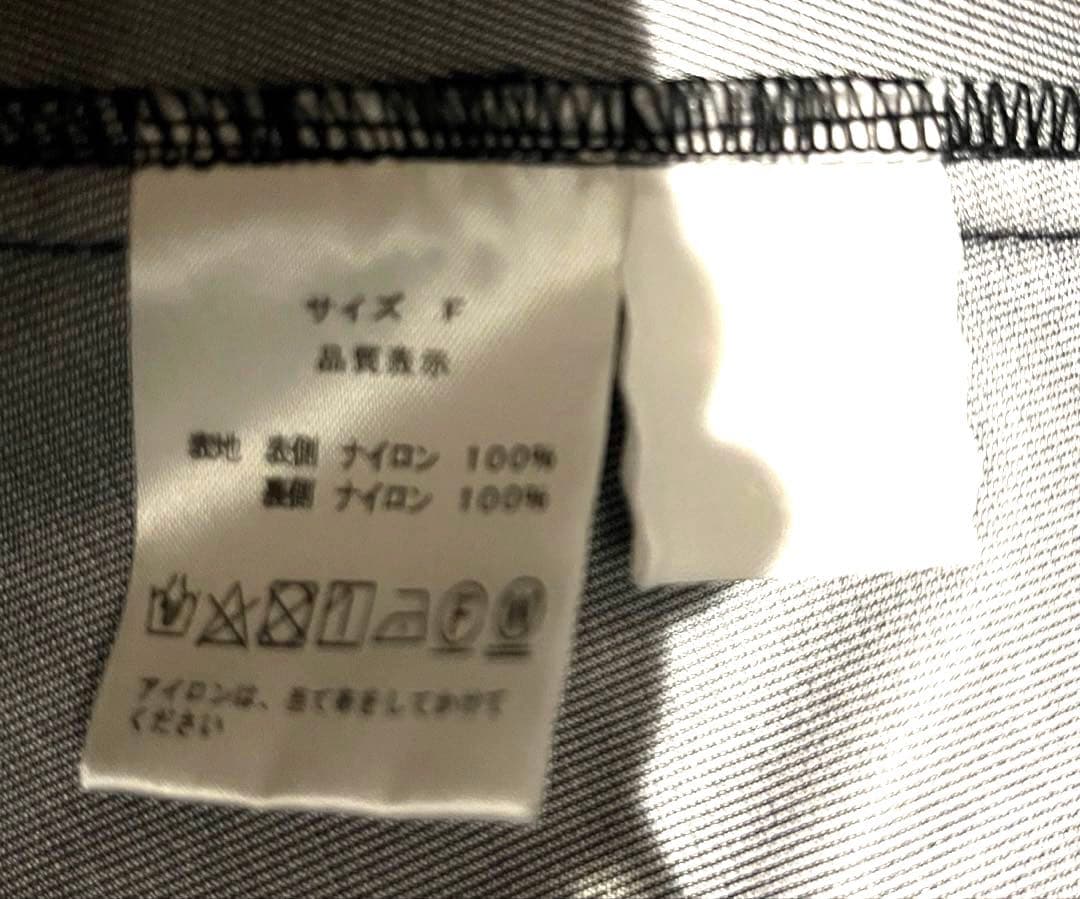 サイズ F
品質表示
表地 表側 ナイロン 100%
裏側 ナイロン 100%
F W
アイロンは、当て布をしてかけて
ください